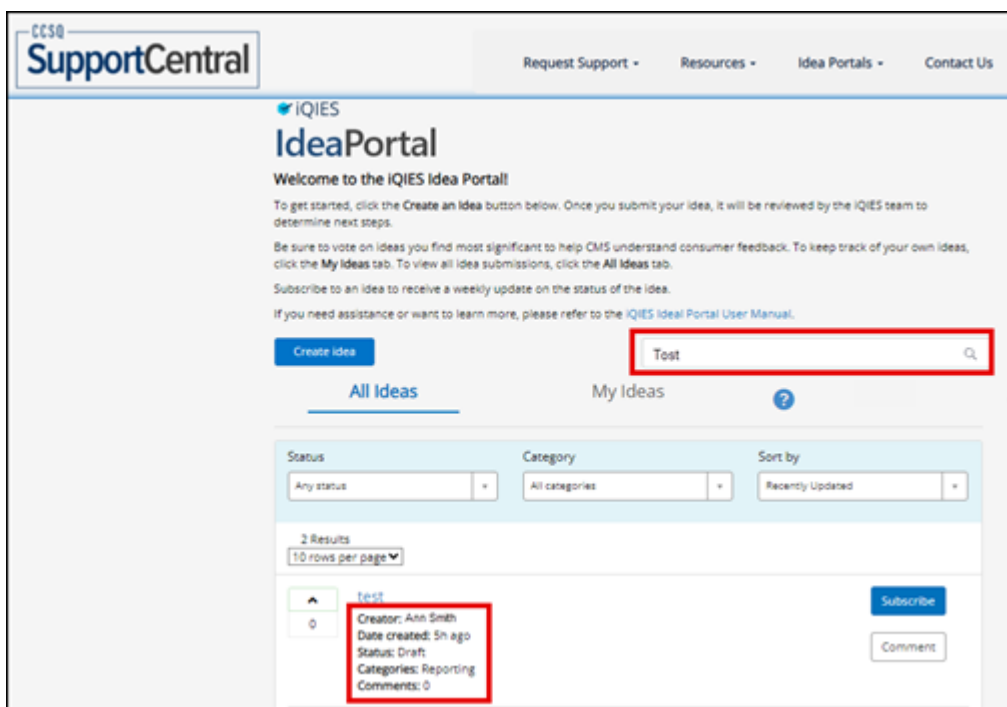 CCSQ
SupportCentral
Request Support
Resources
Idea Portals
Contact Us
iQIES
IdeaPortal
Welcome to the iQIES Idea Portal!
To get started, click the Create an Idea button below. Once you submit your idea, it will be reviewed by the iQIES team to
determine next steps.
Be sure to vote on ideas you find most significant to help CMS understand consumer feedback. To keep track of your own ideas,
click the My Ideas tab. To view all idea submissions, click the All Ideas tab.
Subscribe to an idea to receive a weekly update on the status of the idea.
If you need assistance or want to learn more, please refer to the iQIES Ideal Portal User Manual.
Create idea
Tost
All Ideas
My Ideas
?
Status
Category
Sort by
Any status
All categories
Recently Updated
2 Results
10 rows per page
test
Subscribe
0
Creator: Ann Smith
Date created: 5h ago
Status: Draft
Comment
Categories: Reporting
Comments: 0